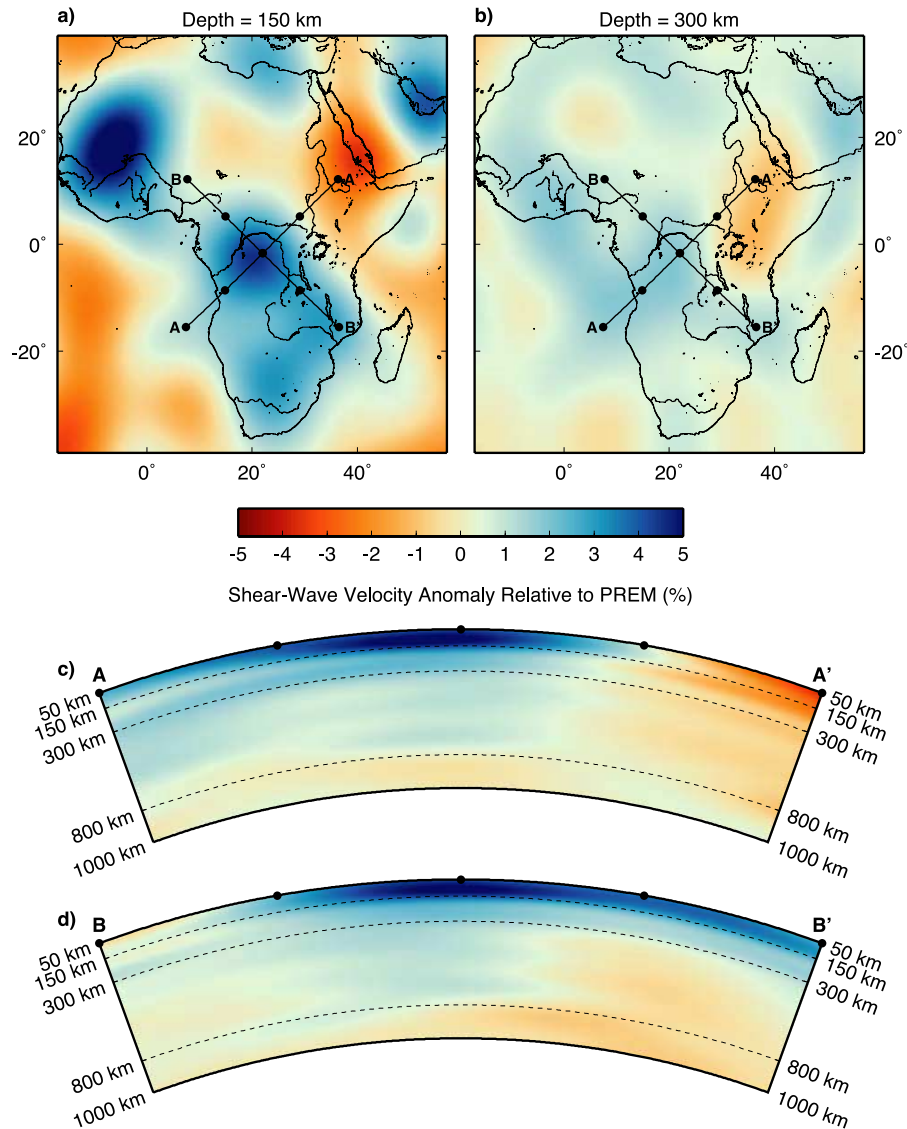 a) Depth = 150 km
b) Depth = 300 km
20°
0°
-20°
B
A
A
B'
0° 20° 40°
20°
0°
-20°
B
A
A
B'
0° 20° 40°
-5 -4 -3 -2 -1 0 1 2 3 4 5
Shear-Wave Velocity Anomaly Relative to PREM (%)
c)
A
A'
50 km
150 km
300 km
800 km
1000 km
50 km
150 km
300 km
800 km
1000 km
d)
B
B'
50 km
150 km
300 km
800 km
1000 km
50 km
150 km
300 km
800 km
1000 km